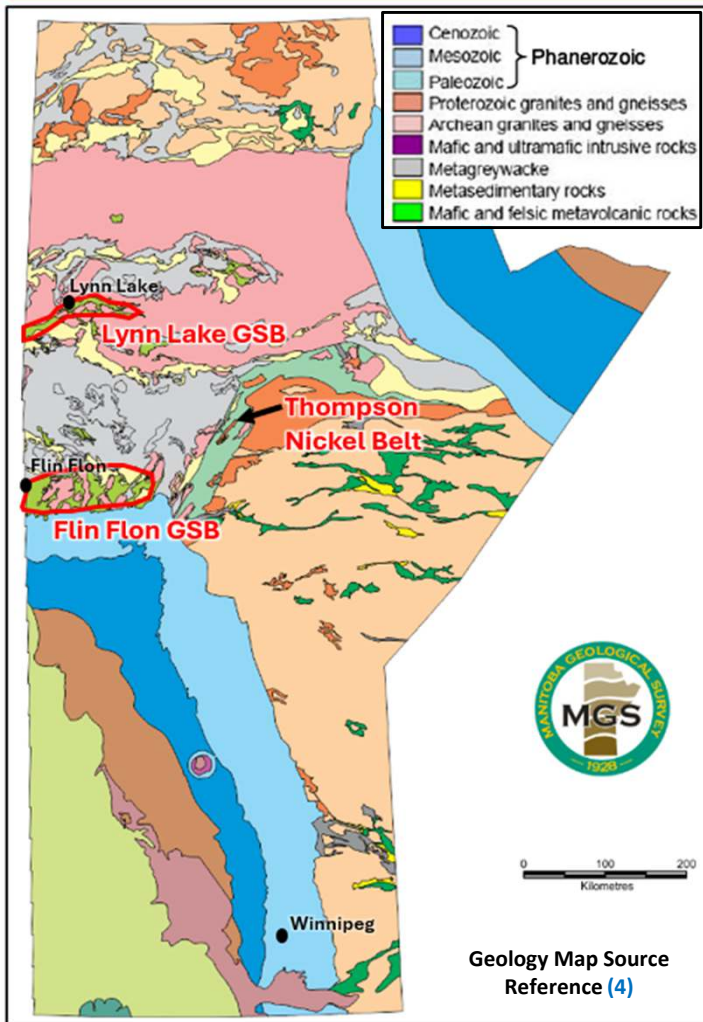 Cenozoic
Mesozoic
Paleozoic
Phanerozoic
Proterozoic granites and gneisses
Archean granites and gneisses
Mafic and ultramafic intrusive rocks
Metagreywacke
Metasedimentary rocks
Mafic and felsic metavolcanic rocks
Lynn Lake
Lynn Lake GSB
Thompson
Nickel Belt
Flin Flon
Flin Flon GSB
MANITOBA GEOLOGICAL SURVEY
MGS
1928
0 100 200
Kilometres
Winnipeg
Geology Map Source
Reference (4)